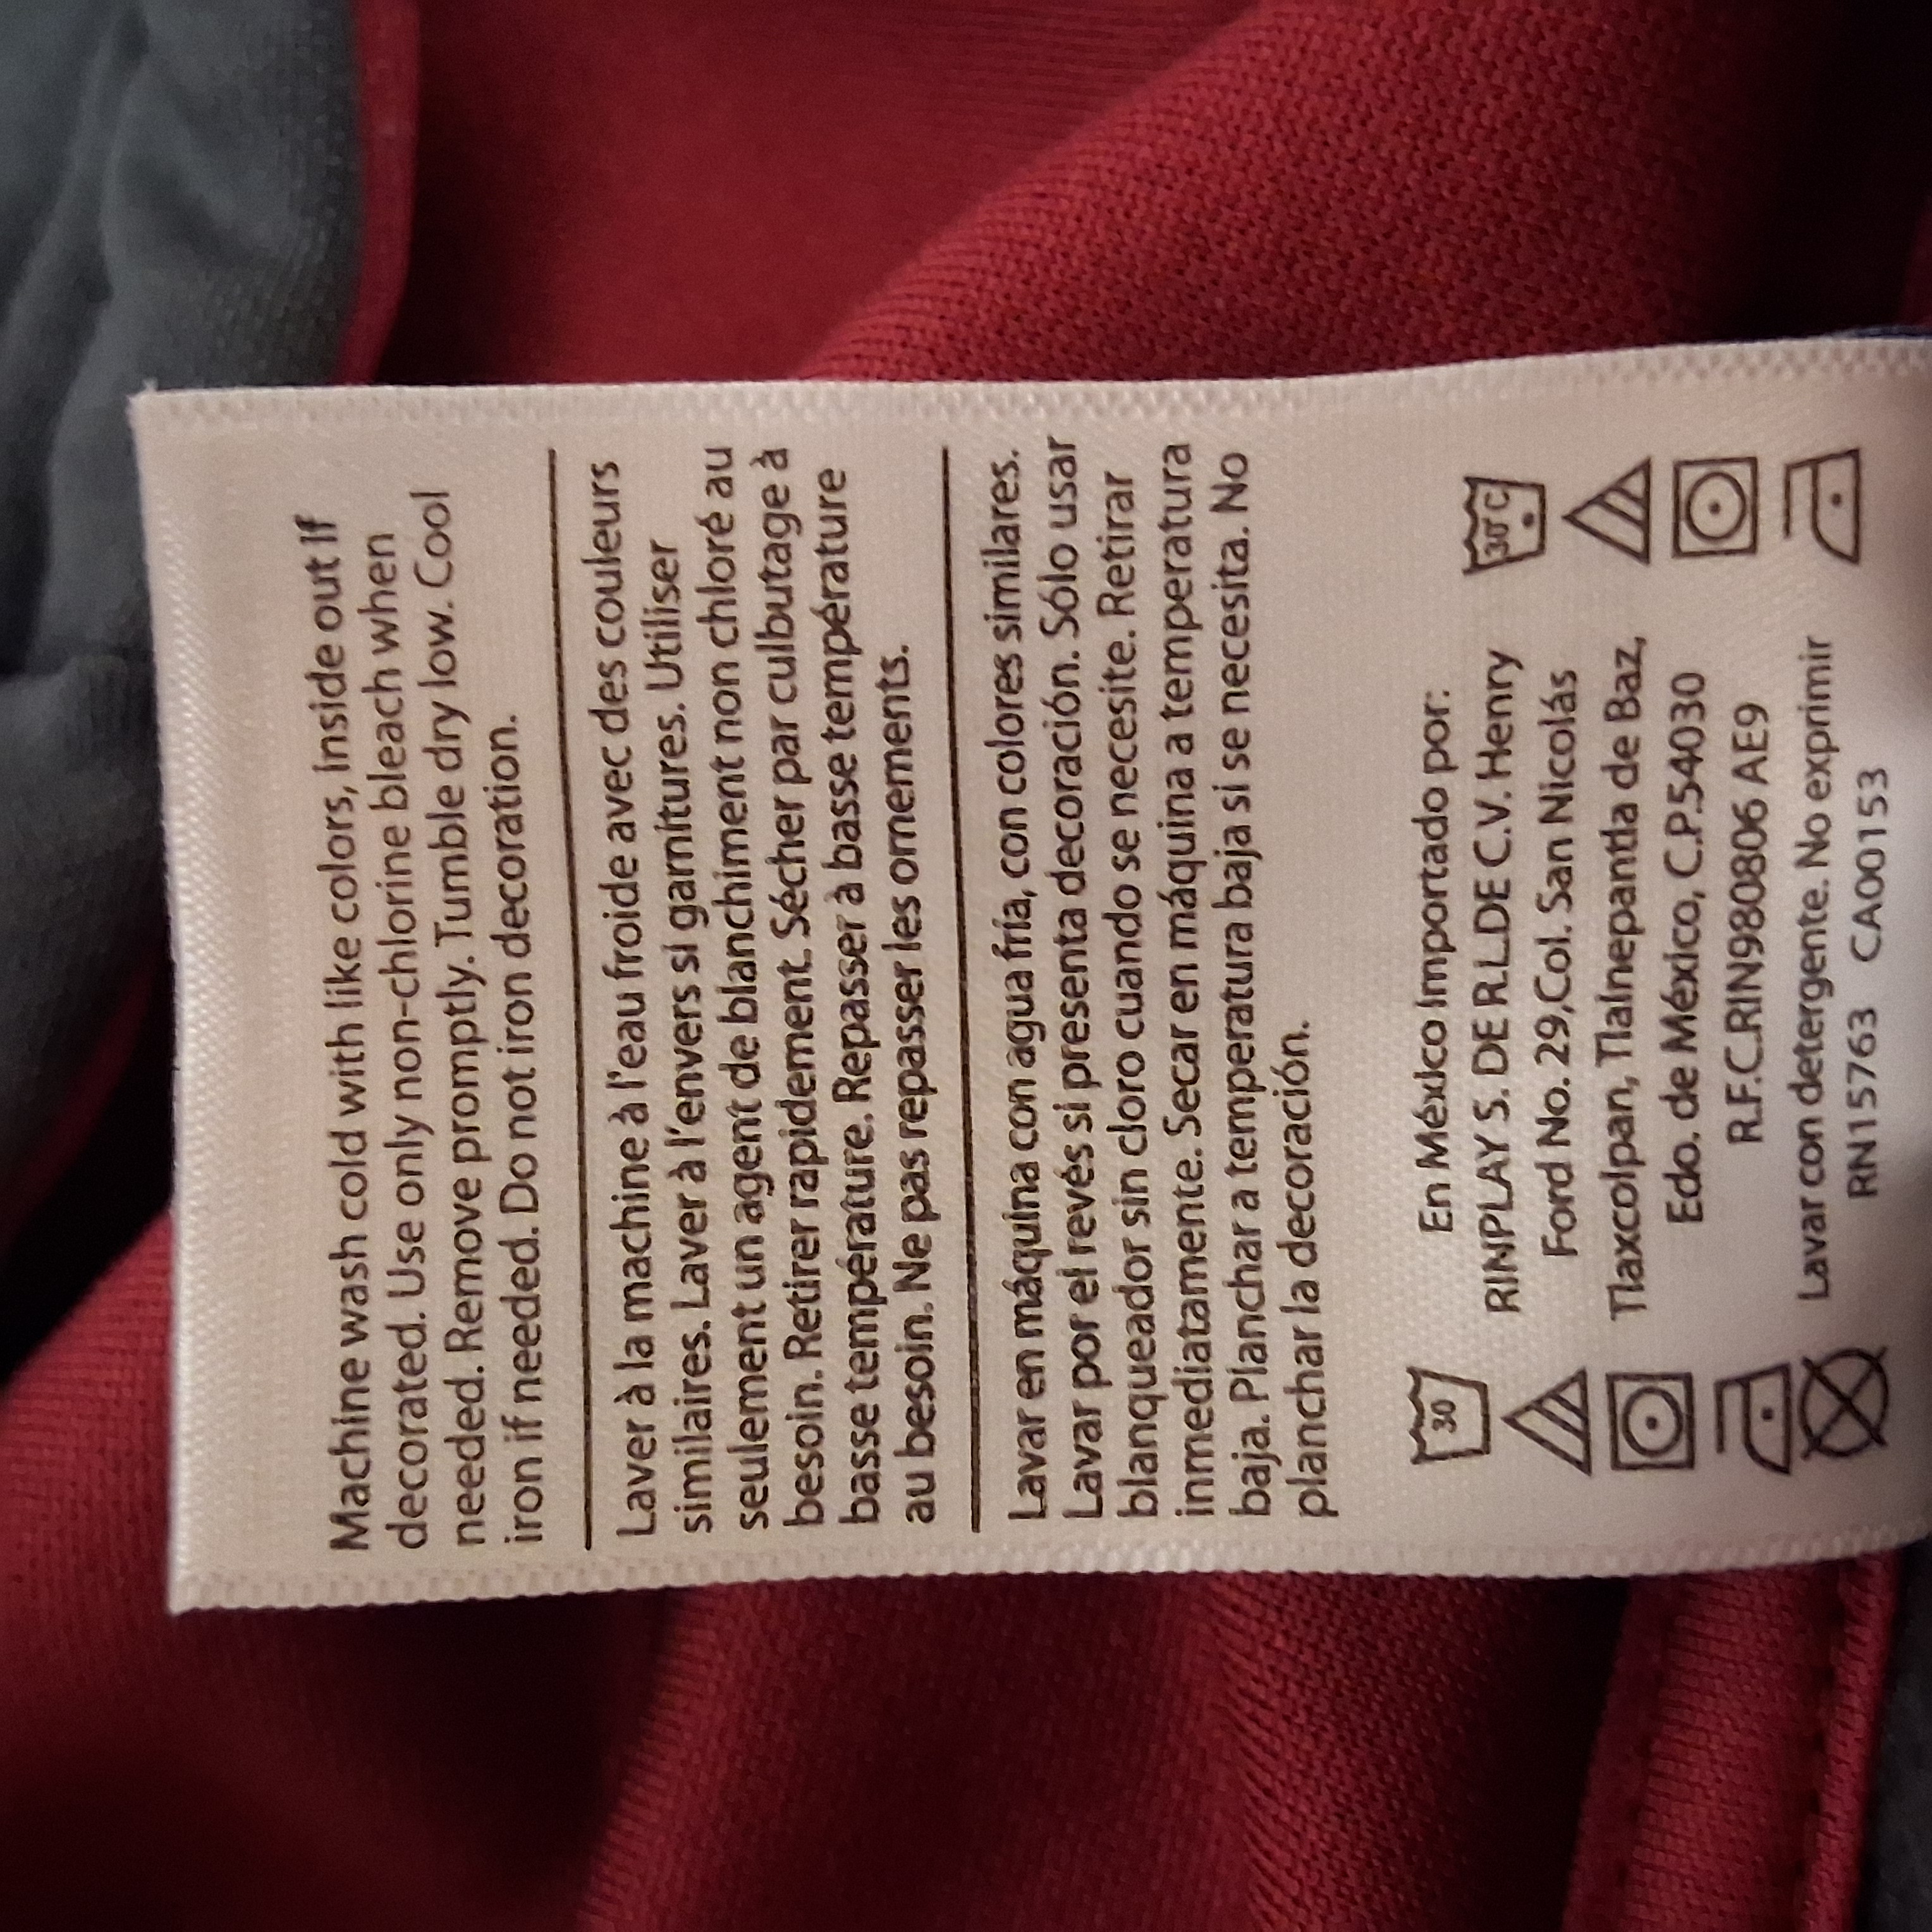 Machine wash cold with like colors, inside out if
decorated. Use only non-chlorine bleach when
needed. Remove promptly. Tumble dry low. Cool
iron if needed. Do not iron decoration.
Laver à la machine à l'eau froide avec des couleurs
similaires. Laver à l'envers si garnitures. Utiliser
seulement un agent de blanchiment non chloré au
besoin. Retirer rapidement. Sécher par culbutage à
basse température. Repasser à basse température
au besoin. Ne pas repasser les ornements.
Lavar en máquina con agua fría, con colores similares.
Lavar por el revés si presenta decoración. Sólo usar
blanqueador sin cloro cuando se necesite. Retirar
inmediatamente. Secar en máquina a temperatura
baja. Planchar a temperatura baja si se necesita. No
planchar la decoración.
En México Importado por:
RINPLAY S. DE R.L.DE C.V. Henry
Ford No. 29,Col. San Nicolás
Tlaxcolpan, Tlalnepantla de Baz,
Edo. de México, C.P.54030
R.F.C.RIN980806 AE9
Lavar con detergente. No exprimir
RN15763 CA00153
30
30°C